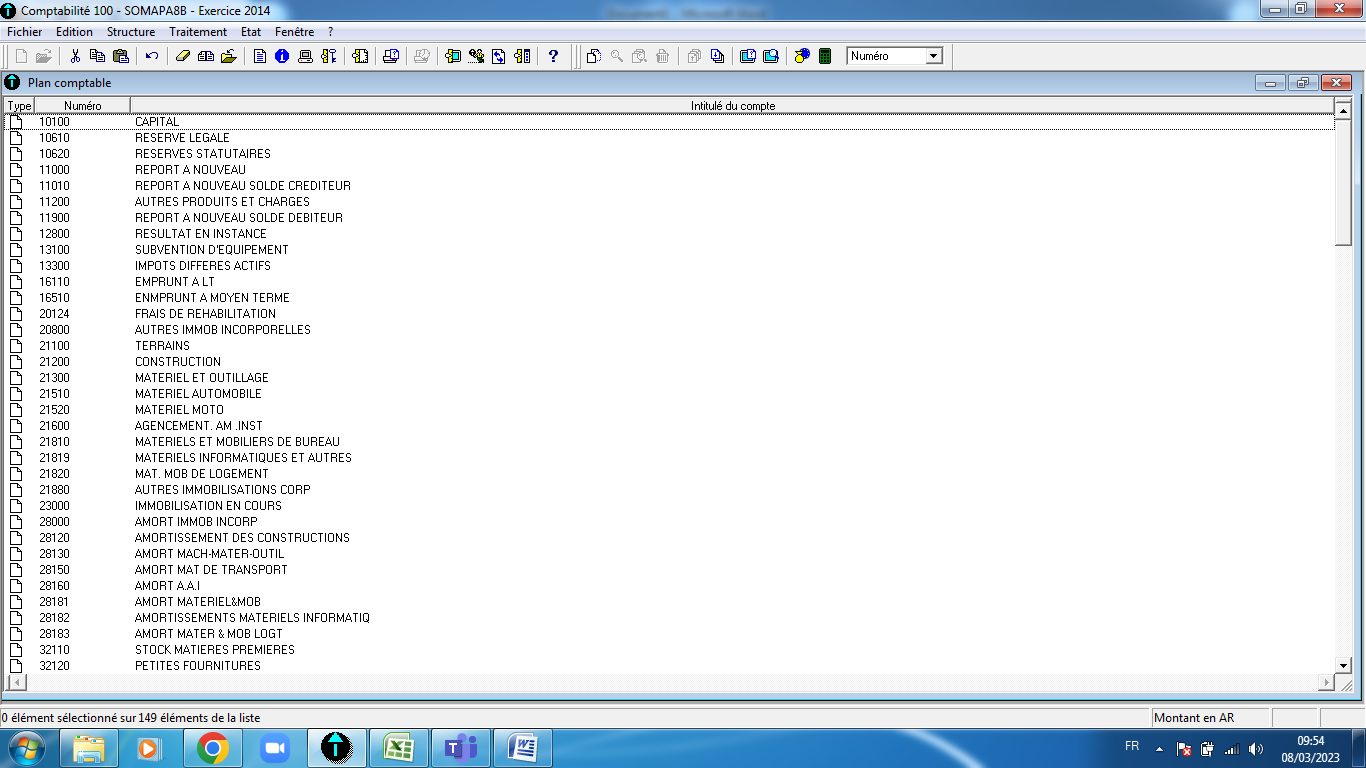 Comptabilité 100 - SOMAPA8B - Exercice 2014
Fichier Edition Structure Traitement Etat Fenêtre ?
Numéro
Plan comptable
Type Numéro Intitulé du compte
10100 CAPITAL
10610 RESERVE LEGALE
10620 RESERVES STATUTAIRES
11000 REPORT A NOUVEAU
11010 REPORT A NOUVEAU SOLDE CREDITEUR
11200 AUTRES PRODUITS ET CHARGES
11900 REPORT A NOUVEAU SOLDE DEBITEUR
12800 RESULTAT EN INSTANCE
13100 SUBVENTION D'EQUIPEMENT
13300 IMPOTS DIFFERES ACTIFS
16110 EMPRUNT A LT
16510 ENMPRUNT A MOYEN TERME
20124 FRAIS DE REHABILITATION
20800 AUTRES IMMOB INCORPORELLES
21100 TERRAINS
21200 CONSTRUCTION
21300 MATERIEL ET OUTILLAGE
21510 MATERIEL AUTOMOBILE
21520 MATERIEL MOTO
21600 AGENCEMENT. AM .INST
21810 MATERIELS ET MOBILIERS DE BUREAU
21819 MATERIELS INFORMATIQUES ET AUTRES
21820 MAT. MOB DE LOGEMENT
21880 AUTRES IMMOBILISATIONS CORP
23000 IMMOBILISATION EN COURS
28000 AMORT IMMOB INCORP
28120 AMORTISSEMENT DES CONSTRUCTIONS
28130 AMORT MACH-MATER-OUTIL
28150 AMORT MAT DE TRANSPORT
28160 AMORT A.A.I
28181 AMORT MATERIEL&MOB
28182 AMORTISSEMENTS MATERIELS INFORMATIQ
28183 AMORT MATER & MOB LOGT
32110 STOCK MATIERES PREMIERES
32120 PETITES FOURNITURES
0 élément sélectionné sur 149 éléments de la liste
Montant en AR
FR
09:54
08/03/2023